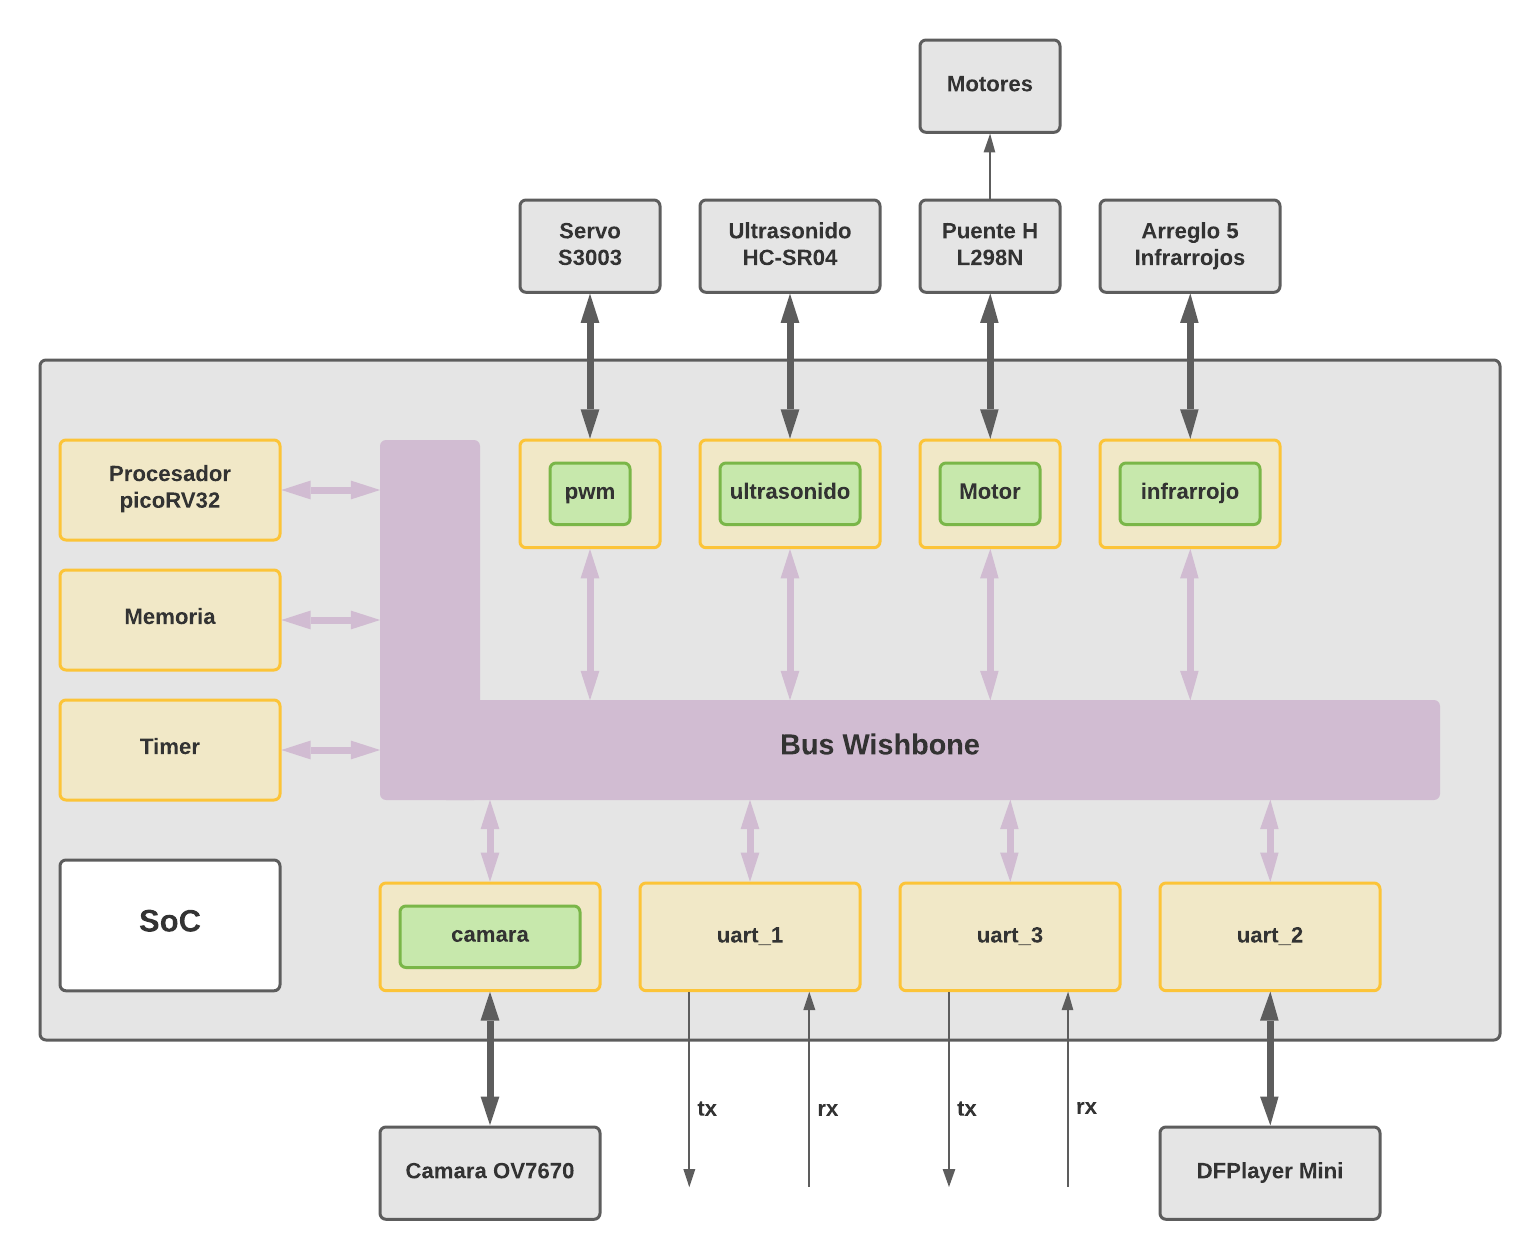 Motores
Servo
S3003
Ultrasonido
HC-SR04
Puente H
L298N
Arreglo 5
Infrarrojos
Procesador
picoRV32
pwm
ultrasonido
Motor
infrarrojo
Memoria
Timer
Bus Wishbone
SoC
camara
uart_1
uart_3
uart_2
tx
rx
tx
rx
Camara OV7670
DFPlayer Mini